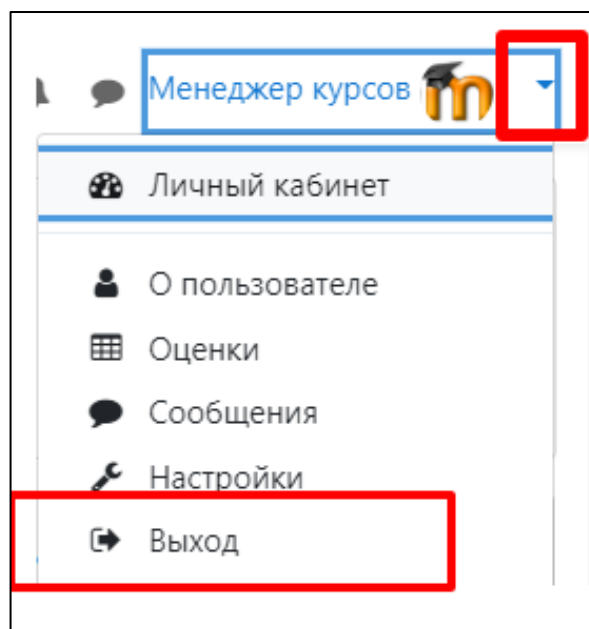 Менеджер курсов
Личный кабинет
О пользователе
Оценки
Сообщения
Настройки
Выход